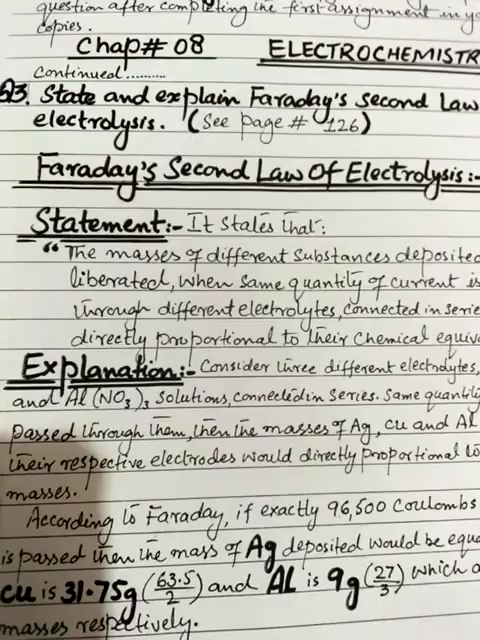 question after completing the first assignment in
copies.
Chap# 08 ELECTROCHEMISTR
continued..........
Q3. State and explain Faraday's Second Law
electrolysis. (See page # 126)
Faraday's Second Law Of Electrolysis:-
Statement:- It States that:
"The masses of different Substances deposited
liberated, when same quantity of current is
through different electrolytes, connected in serie
directly proportional to their chemical equiv
Explanation:- Consider three different electrolytes,
and Al(NO3)3 solutions, connected in series. Same quantit
passed through them, then the masses of Ag, Cu and Al
their respective electrodes would directly proportional to
masses.
According to Faraday, if exactly 96,500 Coulombs
is passed then the mass of Ag deposited would be equa
Cu is 31.75g (63.5/2) and Al is 9g (27/3) which a
masses respectively.